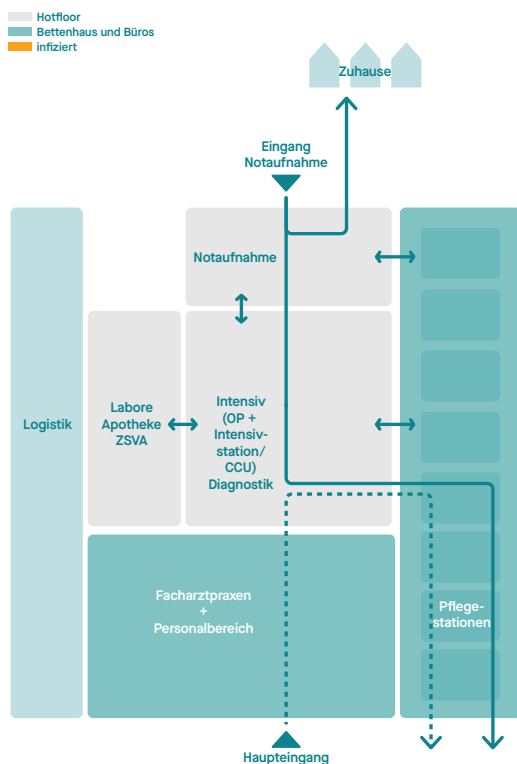 Hotfloor
Bettenhaus und Büros
infiziert
Zuhause
Eingang
Notaufnahme
Notaufnahme
Logistik
Labore
Apotheke
ZSVA
Intensiv
(OP +
Intensiv-
station/
CCU)
Diagnostik
Facharztpraxen
+
Personalbereich
Pflege-
stationen
Haupteingang